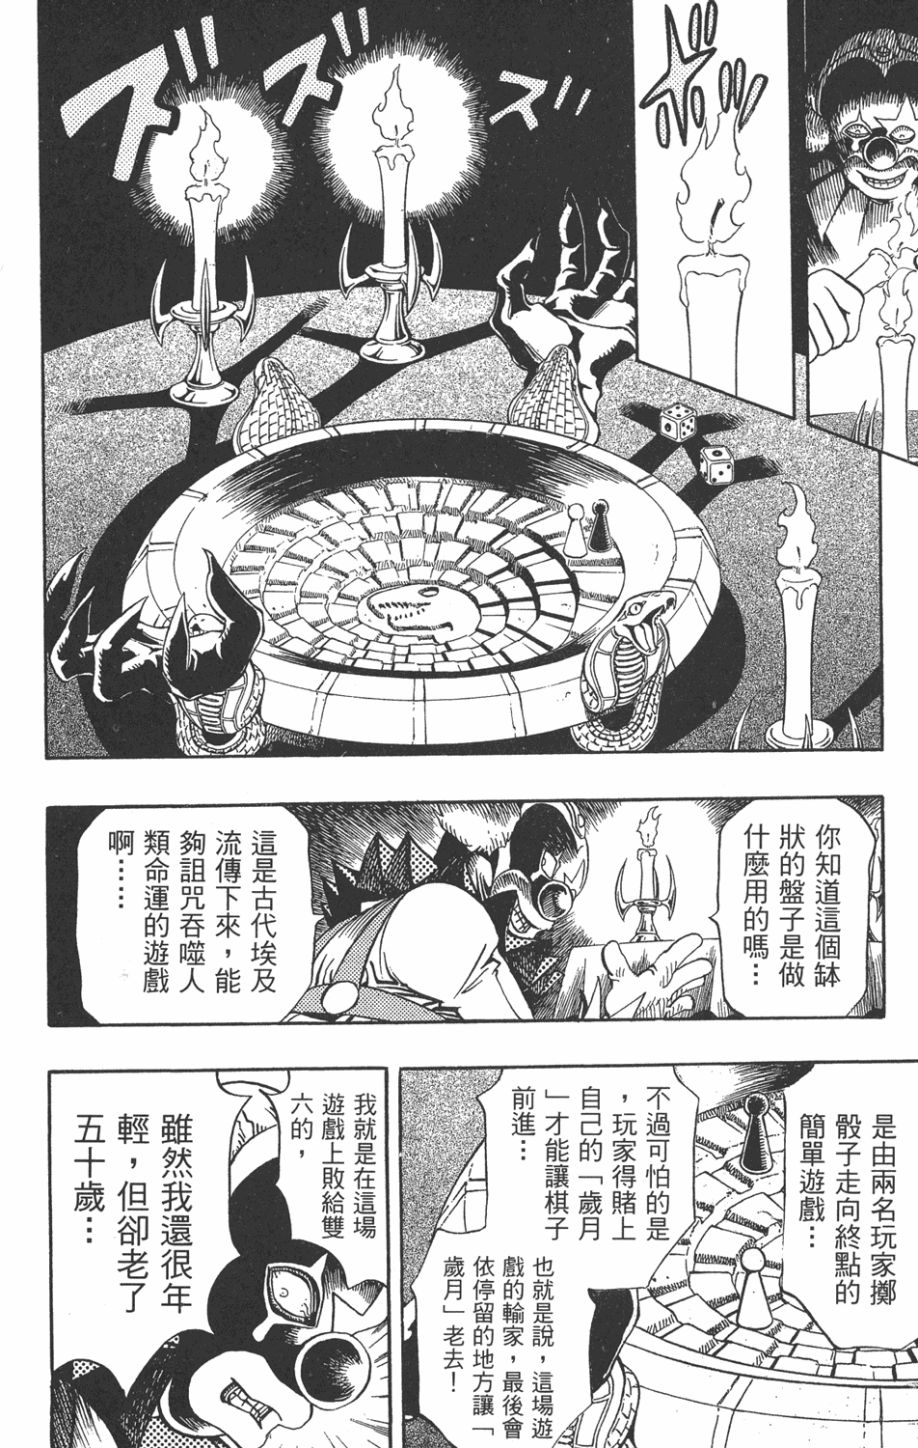 ボッ
ズズズ
你知道這個缽
狀的盤子是做
什麼用的嗎…
這是古代埃及
流傳下來，能
夠詛咒吞噬人
類命運的遊戲
啊……
是由兩名玩家擲
骰子走向終點的
簡單遊戲…
不過可怕的是
，玩家得賭上
自己的「歲月
」才能讓棋子
前進…
也就是說，這場遊
戲的輸家，最後會
依停留的地方讓「
歲月」老去！
我就是在這場
遊戲上敗給雙
六的，
雖然我還很年
輕，但卻老了
五十歲…